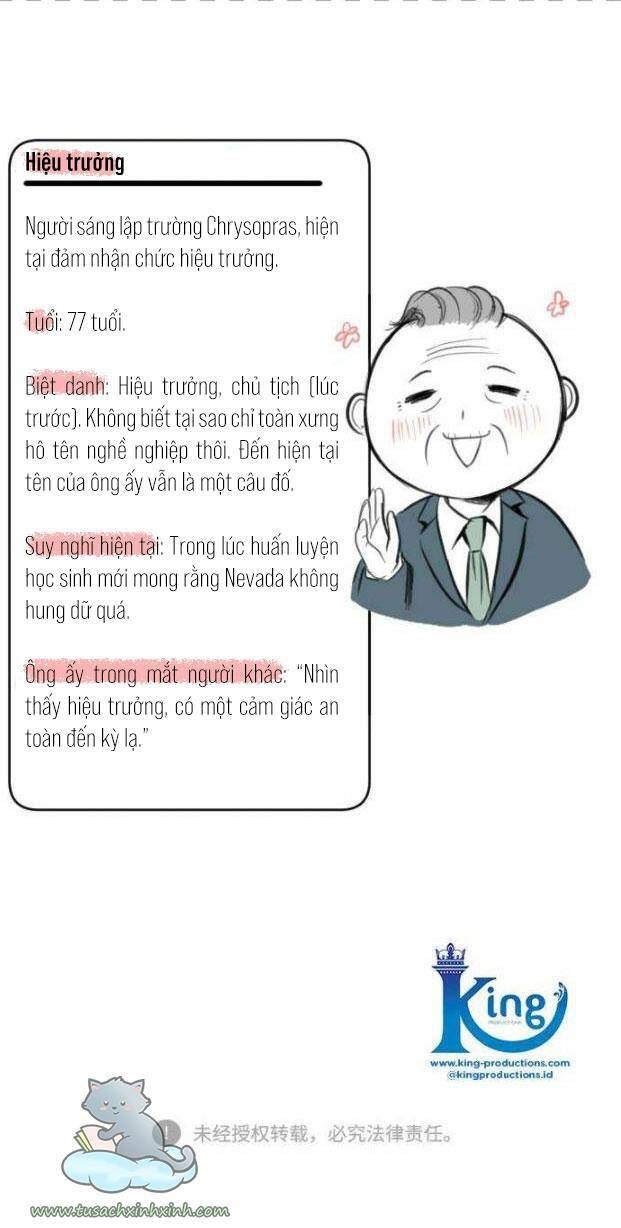 Hiệu trưởng
Người sáng lập trường Chrysopras, hiện
tại đảm nhận chức hiệu trưởng.
Tuổi: 77 tuổi.
Biệt danh: Hiệu trưởng, chủ tịch (lúc
trước). Không biết tại sao chỉ toàn xưng
hô tên nghề nghiệp thôi. Đến hiện tại
tên của ông ấy vẫn là một câu đố.
Suy nghĩ hiện tại: Trong lúc huấn luyện
học sinh mới mong rằng Nevada không
hung dữ quá.
Ông ấy trong mắt người khác: “Nhìn
thấy hiệu trưởng, có một cảm giác an
toàn đến kỳ lạ.”
King
PRODUCTIONS
www.king-productions.com
@kingproductions.id
未经授权转载，必究法律责任。
www.tusachxinhxinh.com